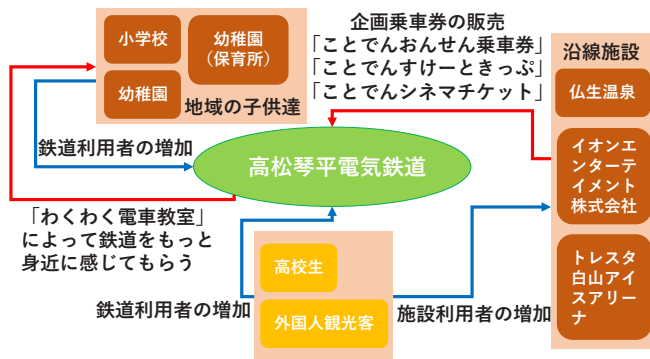 小学校
幼稚園
(保育所)
幼稚園
地域の子供達
企画乗車券の販売
「ことでんおんせん乗車券」
「ことでんすけーときっぷ」
「ことでんシネマチケット」
沿線施設
仏生温泉
イオンエ
ンターテ
イメント
株式会社
トレスタ
白山アイ
スアリー
ナ
鉄道利用者の増加
高松琴平電気鉄道
「わくわく電車教室」
によって鉄道をもっと
身近に感じてもらう
高校生
外国人観光客
鉄道利用者の増加
施設利用者の増加